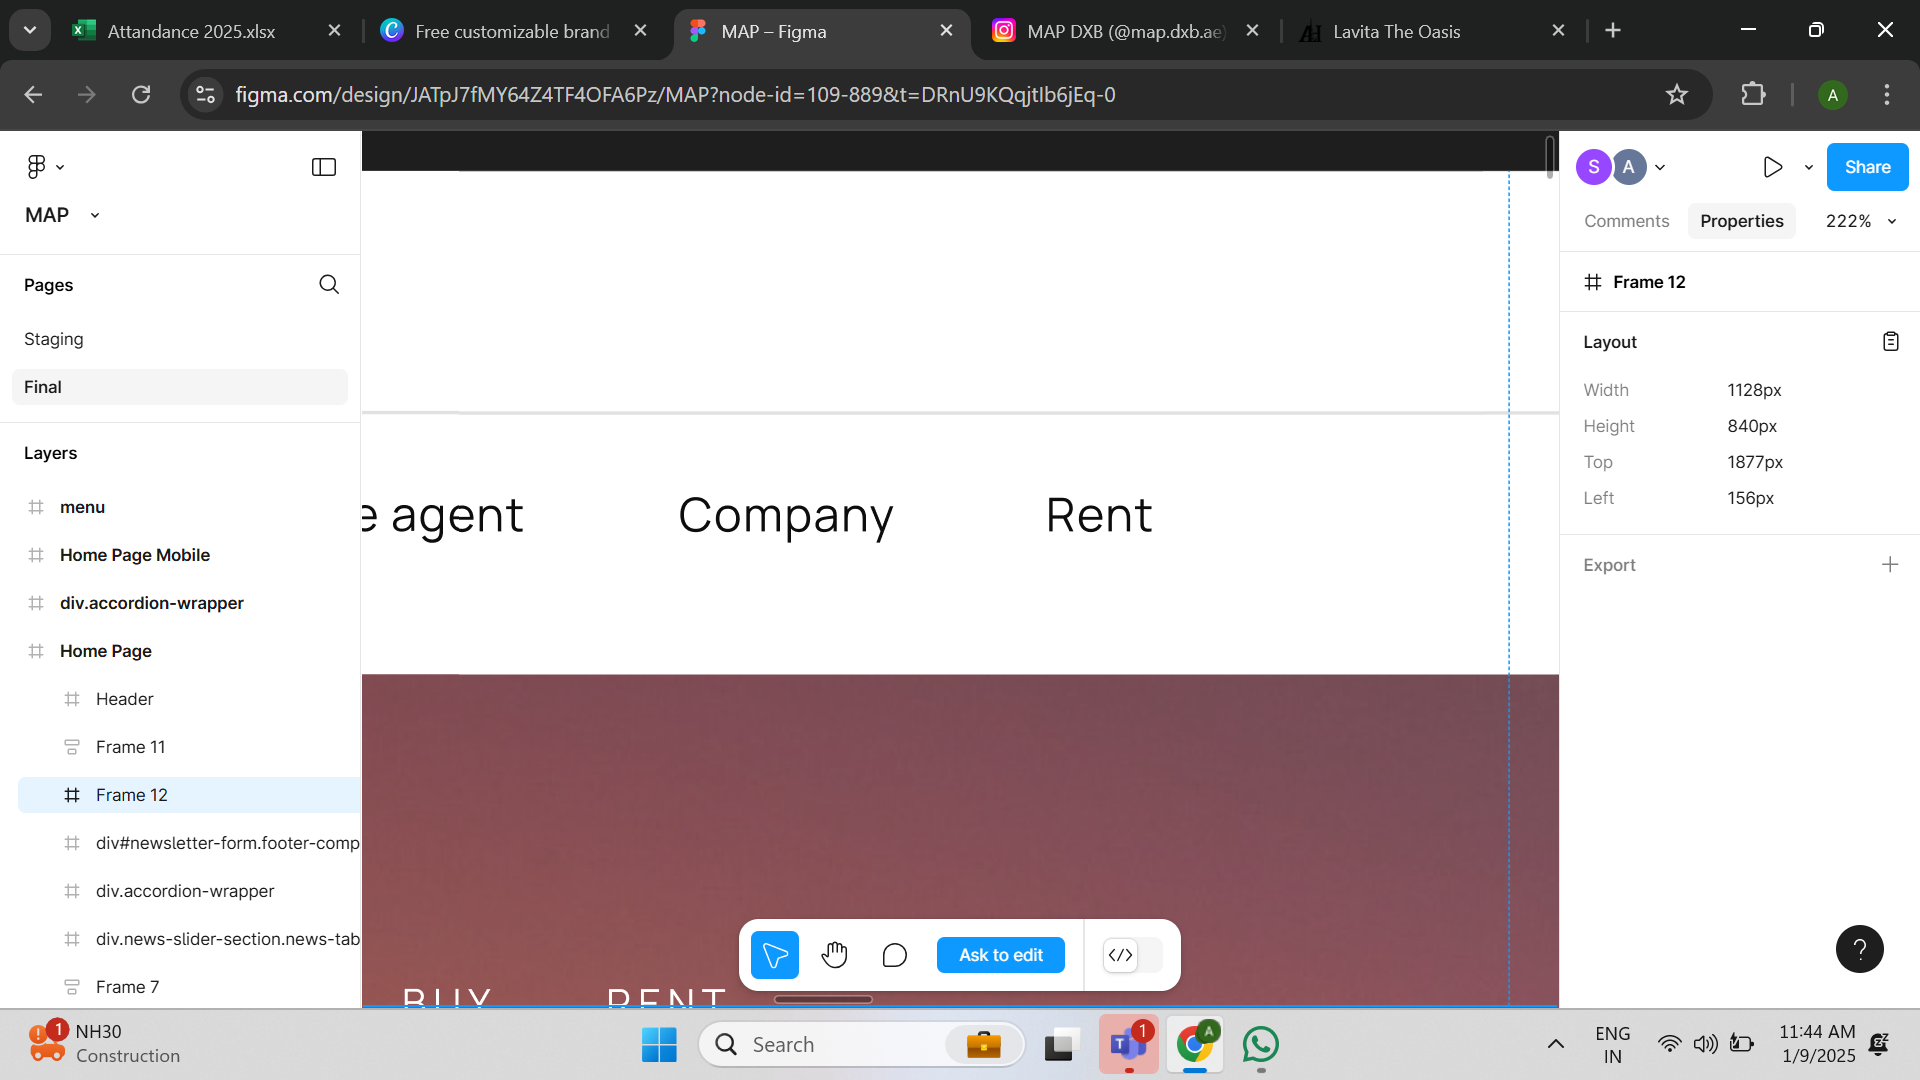 Attandance 2025.xlsx
Free customizable brand
MAP – Figma
MAP DXB (@map.dxb.ae)
Lavita The Oasis
figma.com/design/JATpJ7fMY64Z4TF4OFA6Pz/MAP?node-id=109-889&t=DRnU9KQqjtIb6jEq-0
A
MAP
Pages
Staging
Final
Layers
menu
Home Page Mobile
div.accordion-wrapper
Home Page
Header
Frame 11
Frame 12
div#newsletter-form.footer-comp
div.accordion-wrapper
div.news-slider-section.news-tab
Frame 7
e agent
Company
Rent
BUY
RENT
Ask to edit
S
A
Share
Comments
Properties
222%
Frame 12
Layout
Width 1128px
Height 840px
Top 1877px
Left 156px
Export
?
1
NH30
Construction
Search
1
A
ENG
IN
11:44 AM
1/9/2025